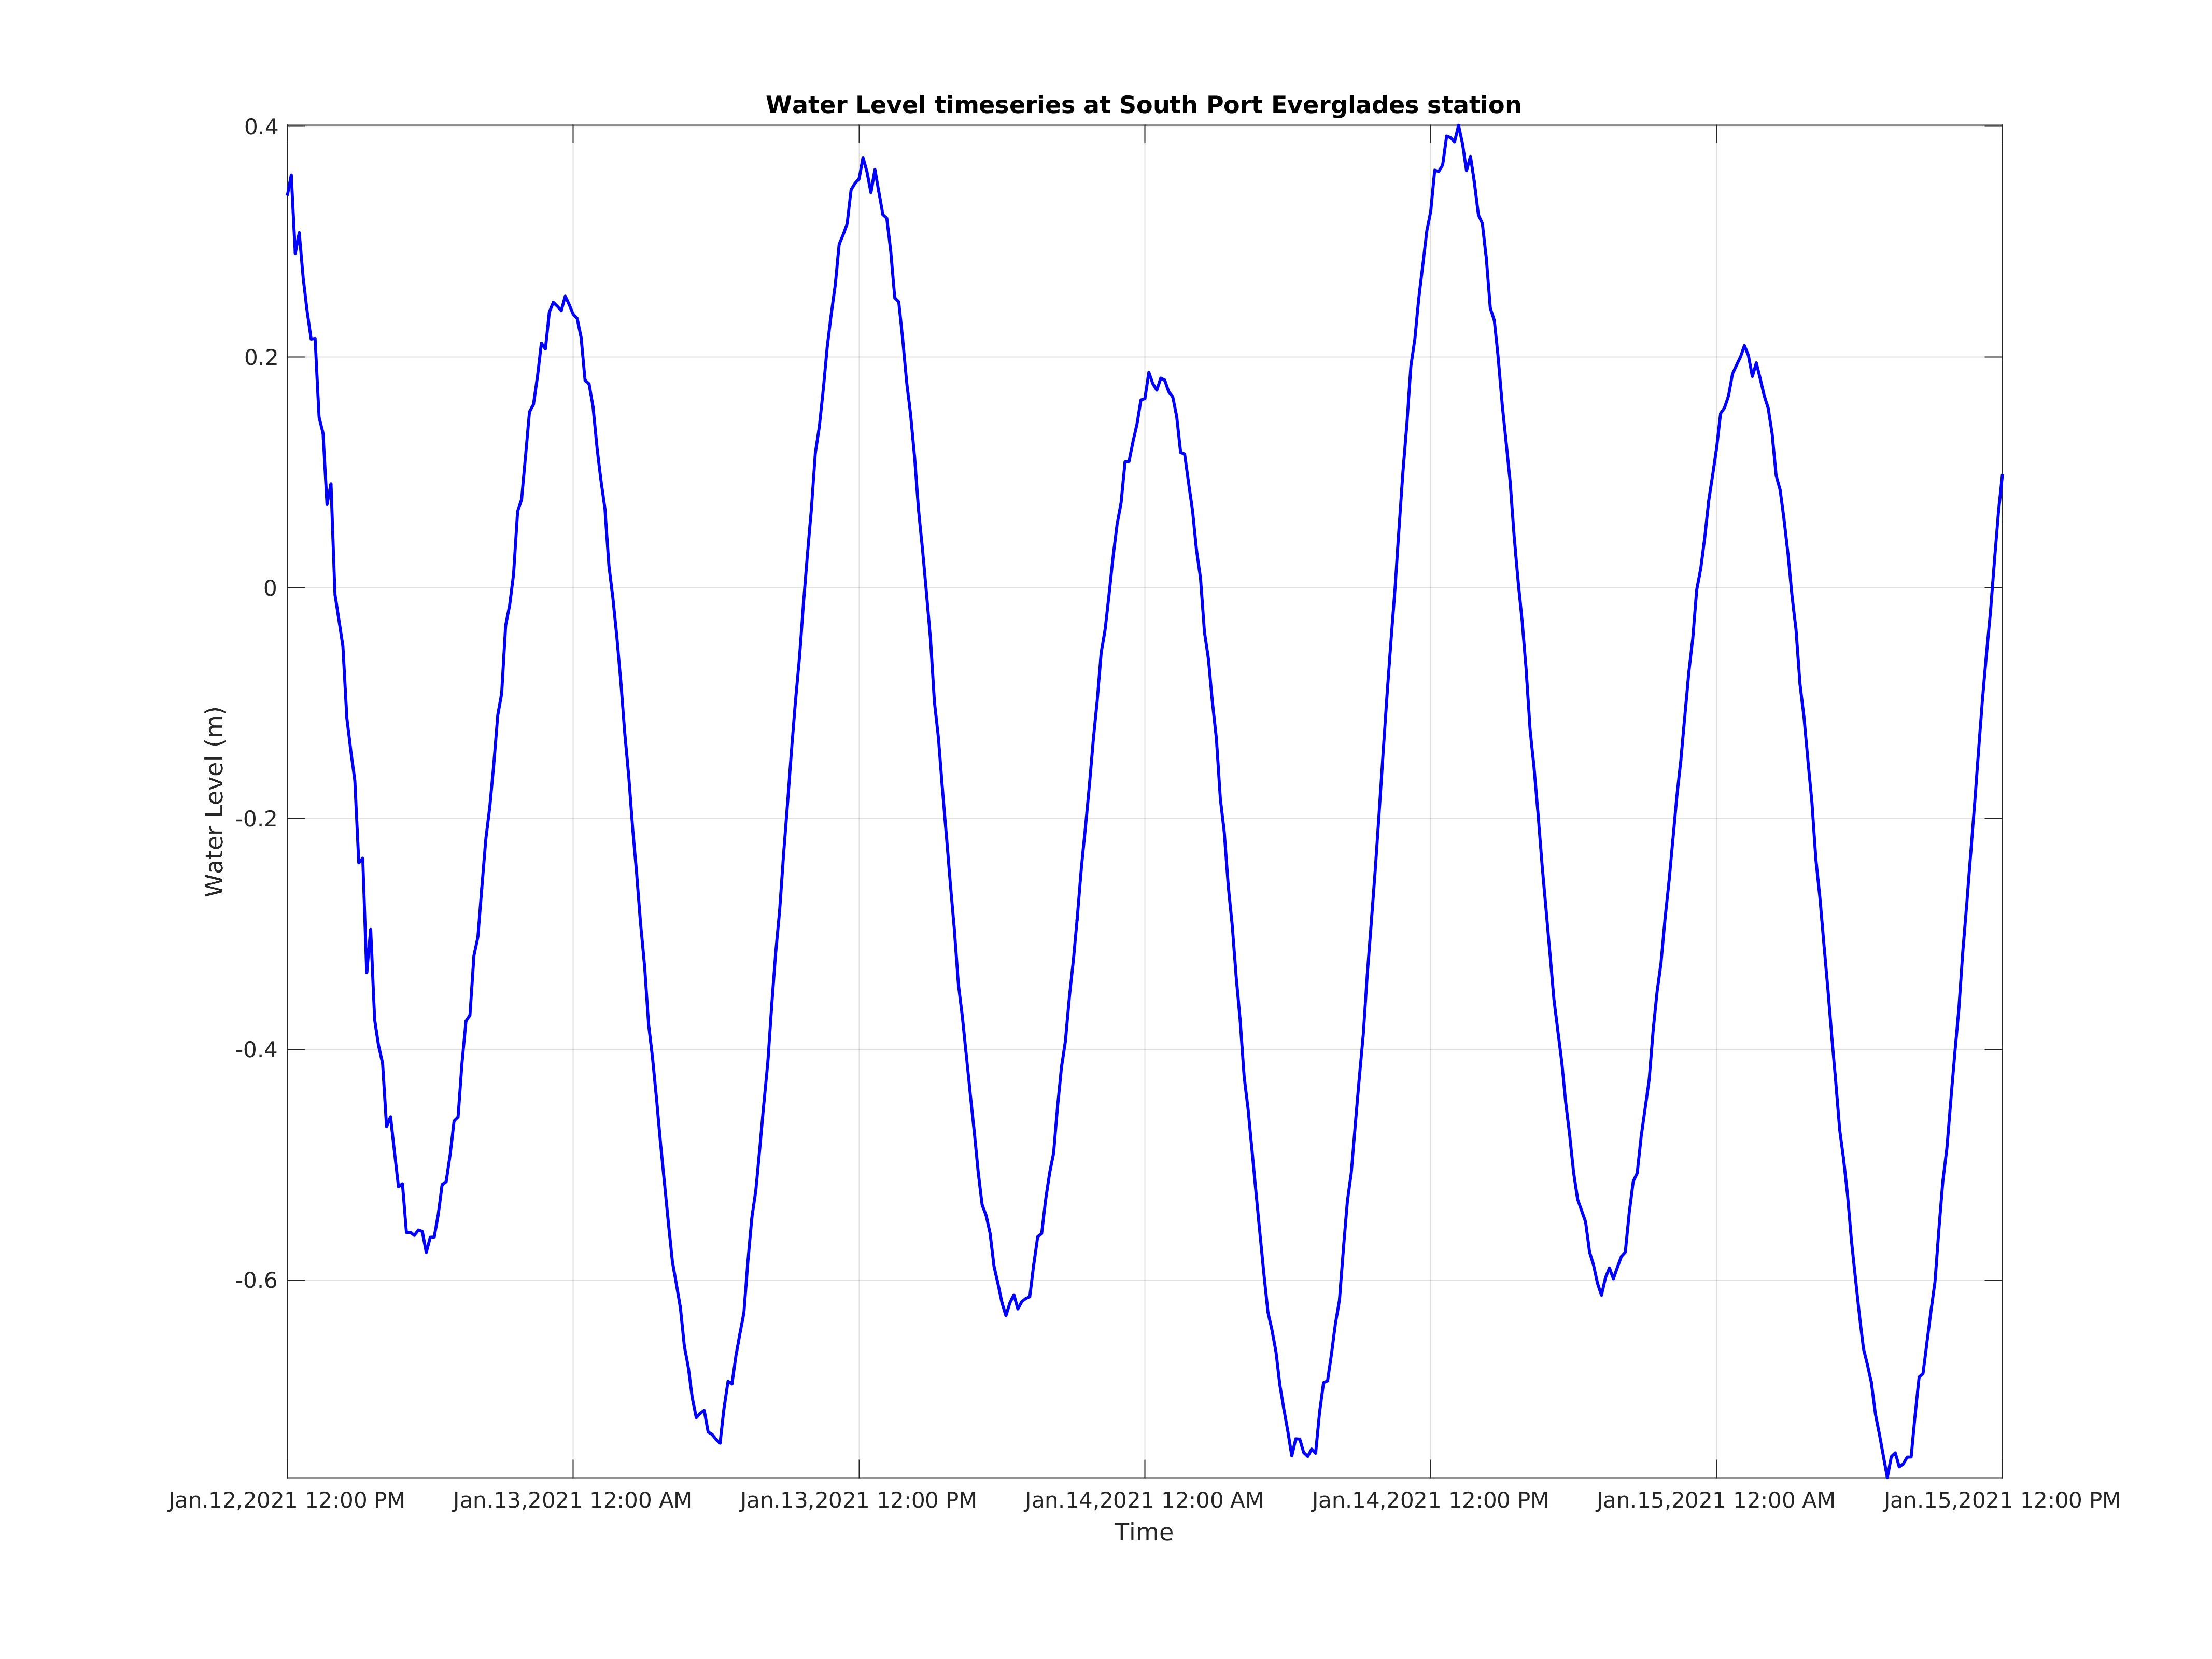 Water Level timeseries at South Port Everglades station
0.4
0.2
0
-0.2
-0.4
-0.6
Water Level (m)
Jan.12,2021 12:00 PM
Jan.13,2021 12:00 AM
Jan.13,2021 12:00 PM
Jan.14,2021 12:00 AM
Jan.14,2021 12:00 PM
Jan.15,2021 12:00 AM
Jan.15,2021 12:00 PM
Time